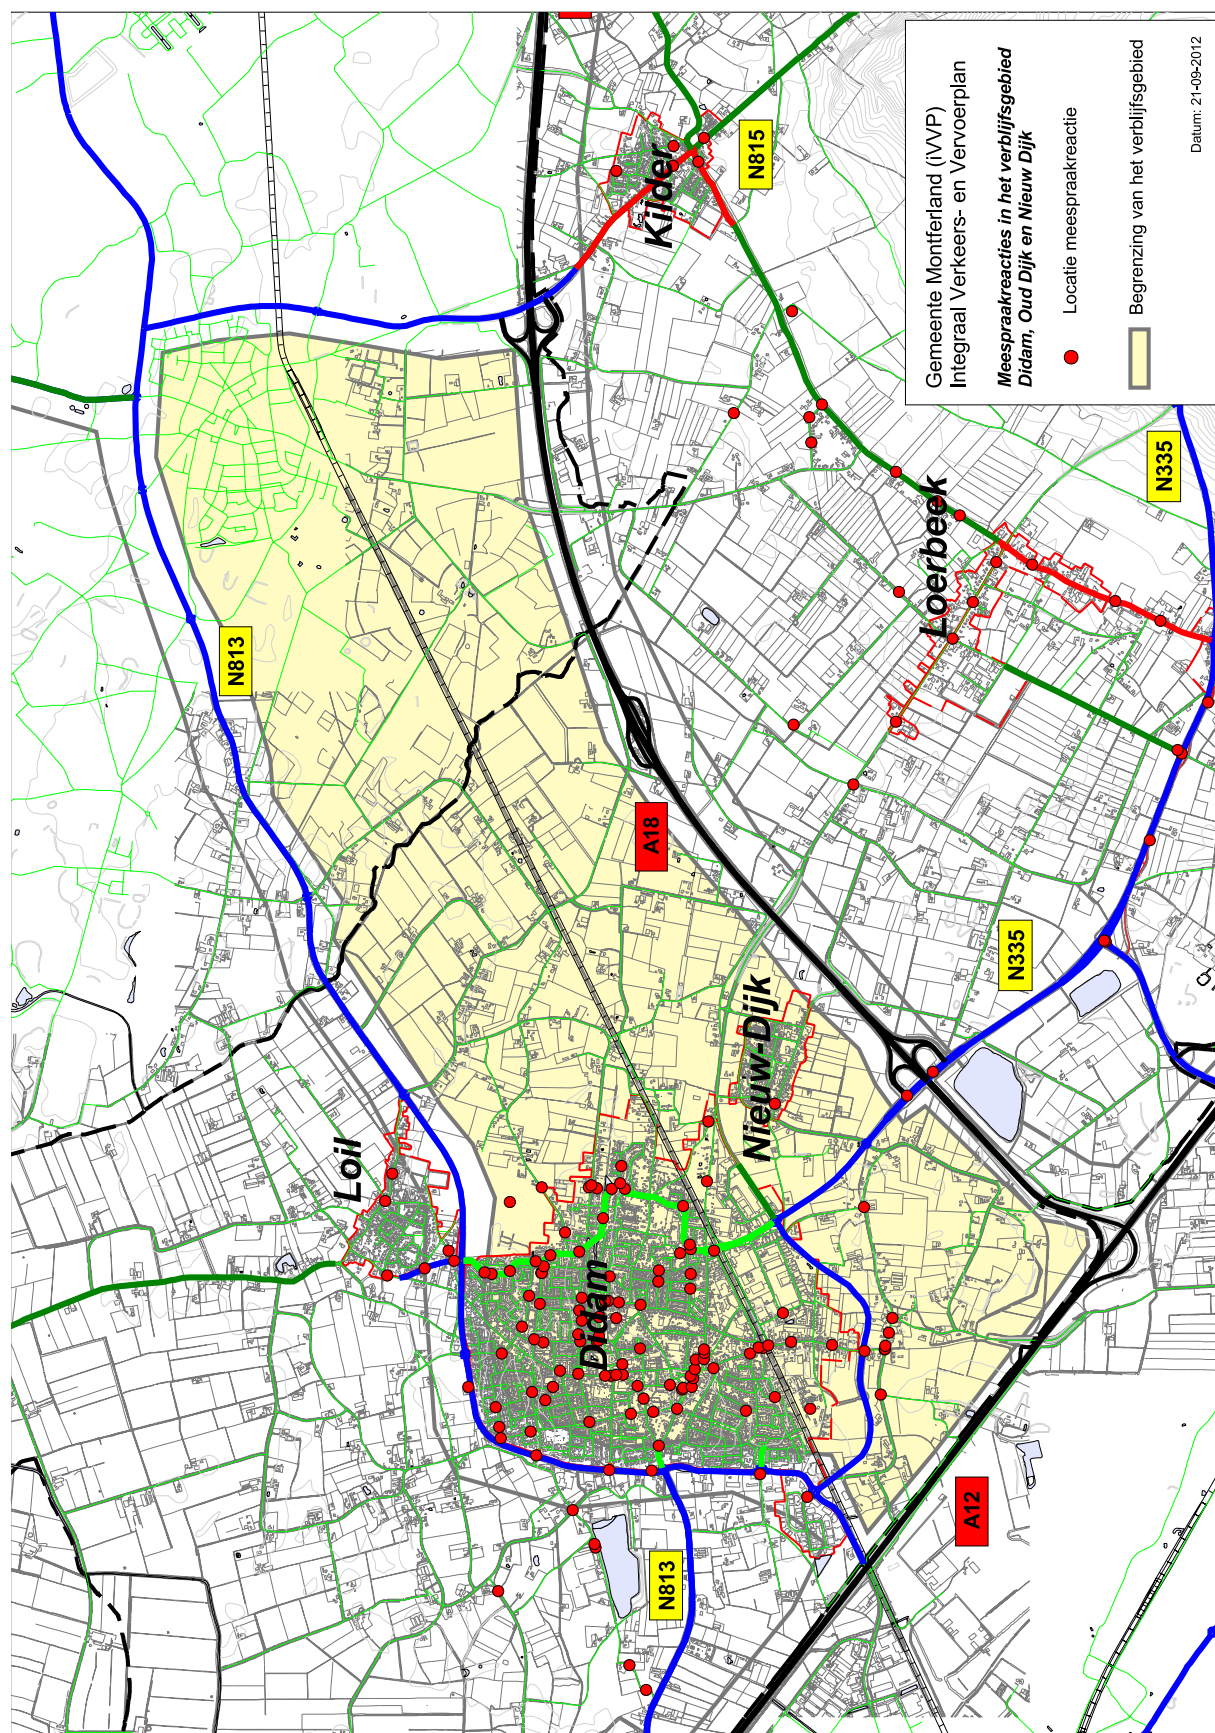 Gemeente Montferland (iVVP)
Integraal Verkeers- en Vervoerplan
Meespraakreacties in het verblijfsgebied
Didam, Oud Dijk en Nieuw Dijk
Locatie meespraakreactie
Begrenzing van het verblijfsgebied
Datum: 21-09-2012
N813
Loil
Didam
N813
A18
Nieuw-Dijk
Kilder
N815
Loerbeek
N335
N335
A12